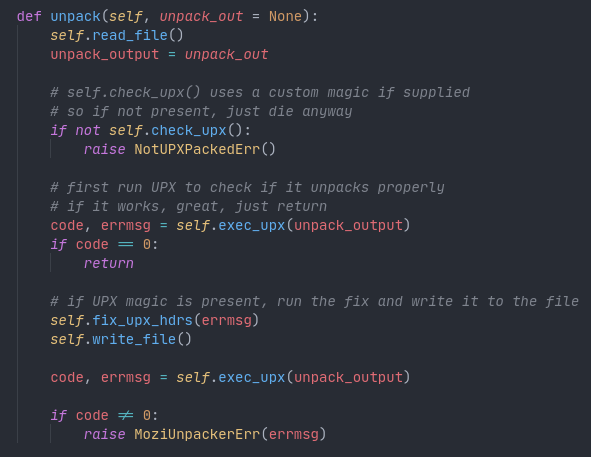 def unpack(self, unpack_out = None):
    self.read_file()
    unpack_output = unpack_out

    # self.check_upx() uses a custom magic if supplied
    # so if not present, just die anyway
    if not self.check_upx():
        raise NotUPXPackedErr()

    # first run UPX to check if it unpacks properly
    # if it works, great, just return
    code, errmsg = self.exec_upx(unpack_output)
    if code == 0:
        return

    # if UPX magic is present, run the fix and write it to the file
    self.fix_upx_hdrs(errmsg)
    self.write_file()

    code, errmsg = self.exec_upx(unpack_output)

    if code ≠ 0:
        raise MoziUnpackerErr(errmsg)